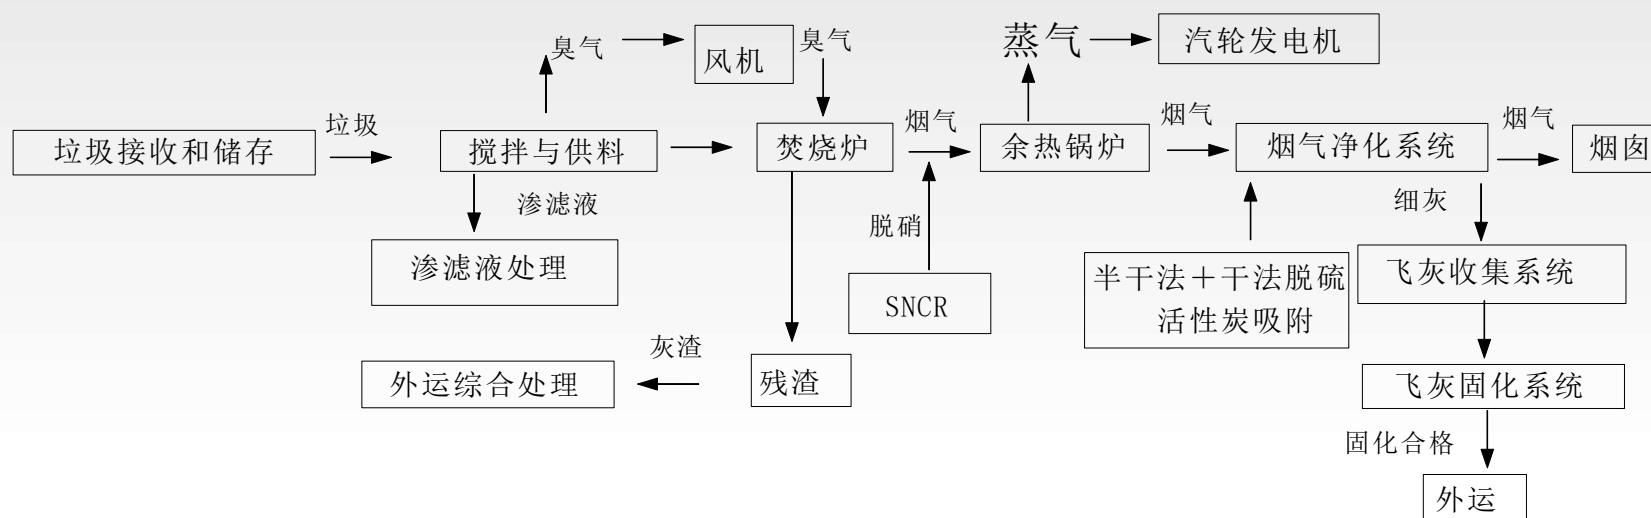 臭气
风机
臭气
蒸气
汽轮发电机
垃圾接收和储存
垃圾
搅拌与供料
焚烧炉
烟气
余热锅炉
烟气
烟气净化系统
烟气
烟囱
渗滤液
脱硝
细灰
渗滤液处理
SNCR
半干法＋干法脱硫
活性炭吸附
飞灰收集系统
灰渣
外运综合处理
残渣
飞灰固化系统
固化合格
外运